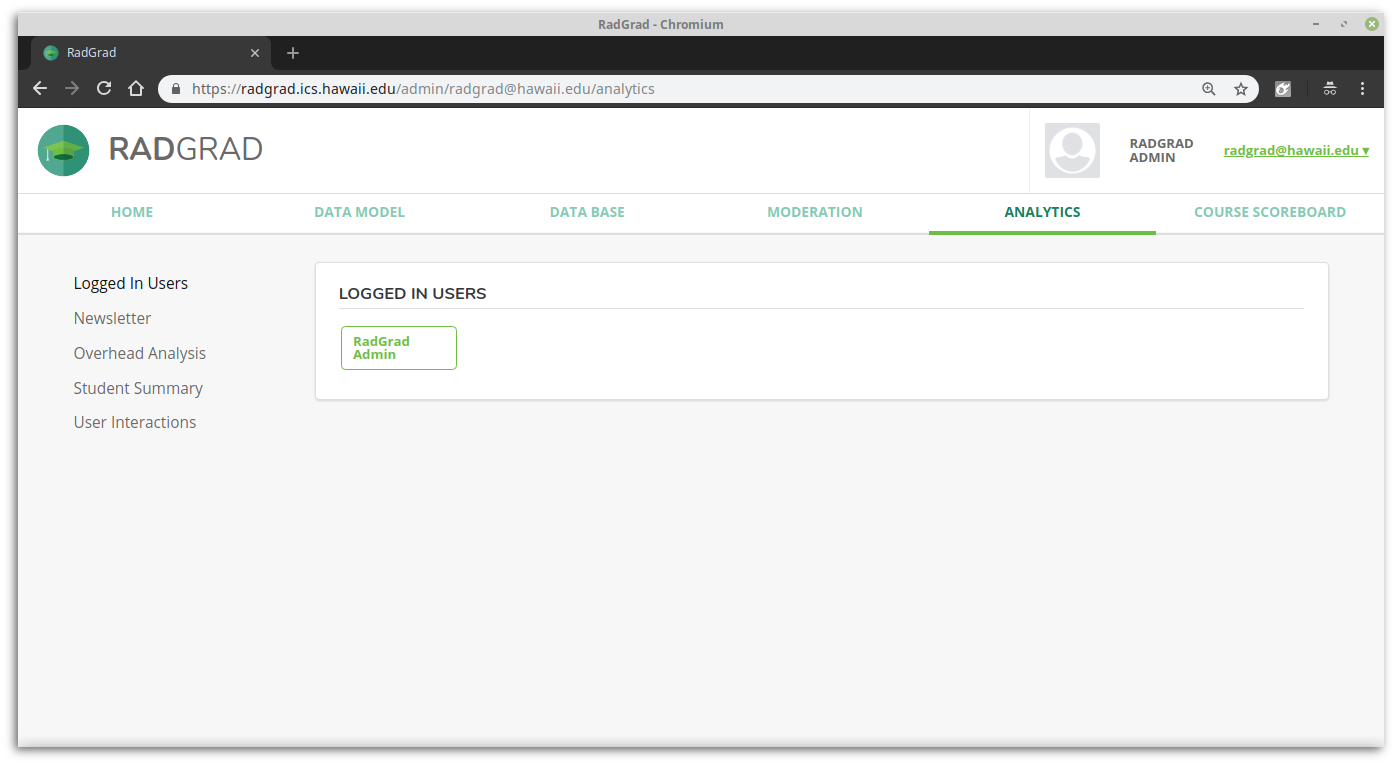 RadGrad - Chromium
RadGrad
https://radgrad.ics.hawaii.edu/admin/radgrad@hawaii.edu/analytics
RADGRAD
RADGRAD
ADMIN
radgrad@hawaii.edu
HOME
DATA MODEL
DATA BASE
MODERATION
ANALYTICS
COURSE SCOREBOARD
Logged In Users
Newsletter
Overhead Analysis
Student Summary
User Interactions
LOGGED IN USERS
RadGrad
Admin